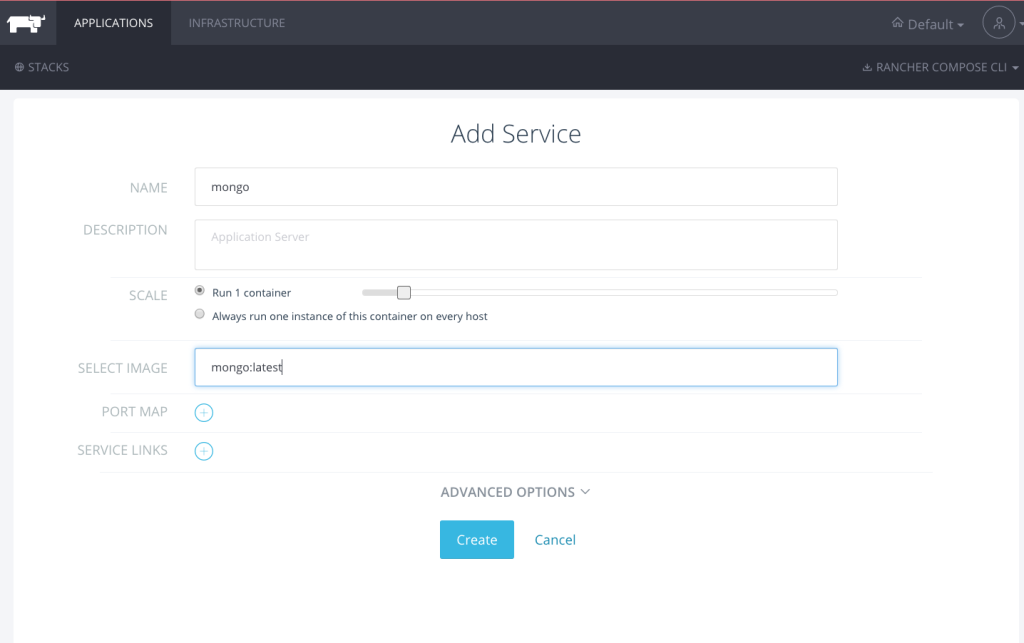 APPLICATIONS INFRASTRUCTURE Default
STACKS RANCHER COMPOSE CLI
Add Service
NAME mongo
DESCRIPTION Application Server
SCALE Run 1 container
Always run one instance of this container on every host
SELECT IMAGE mongo:latest
PORT MAP
SERVICE LINKS
ADVANCED OPTIONS
Create Cancel